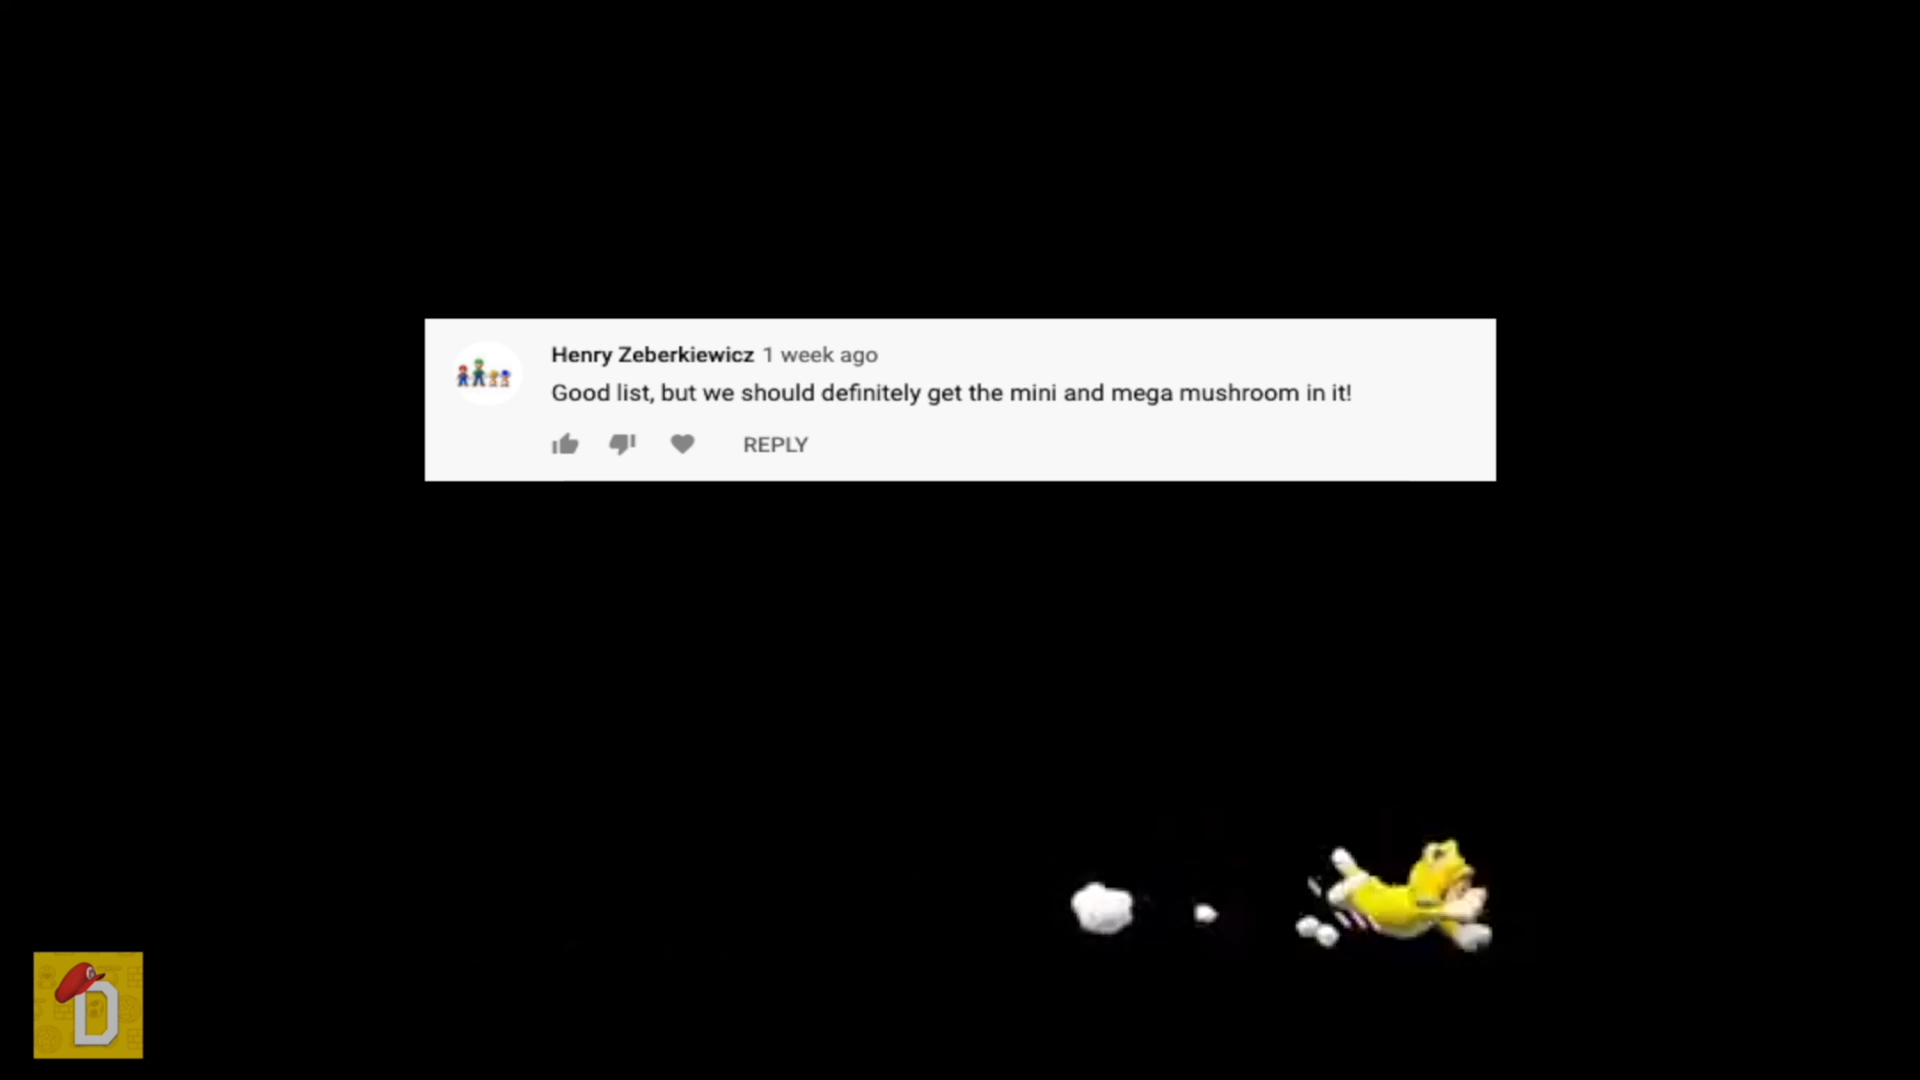 Henry Zeberkiewicz 1 week ago
Good list, but we should definitely get the mini and mega mushroom in it!
REPLY
D